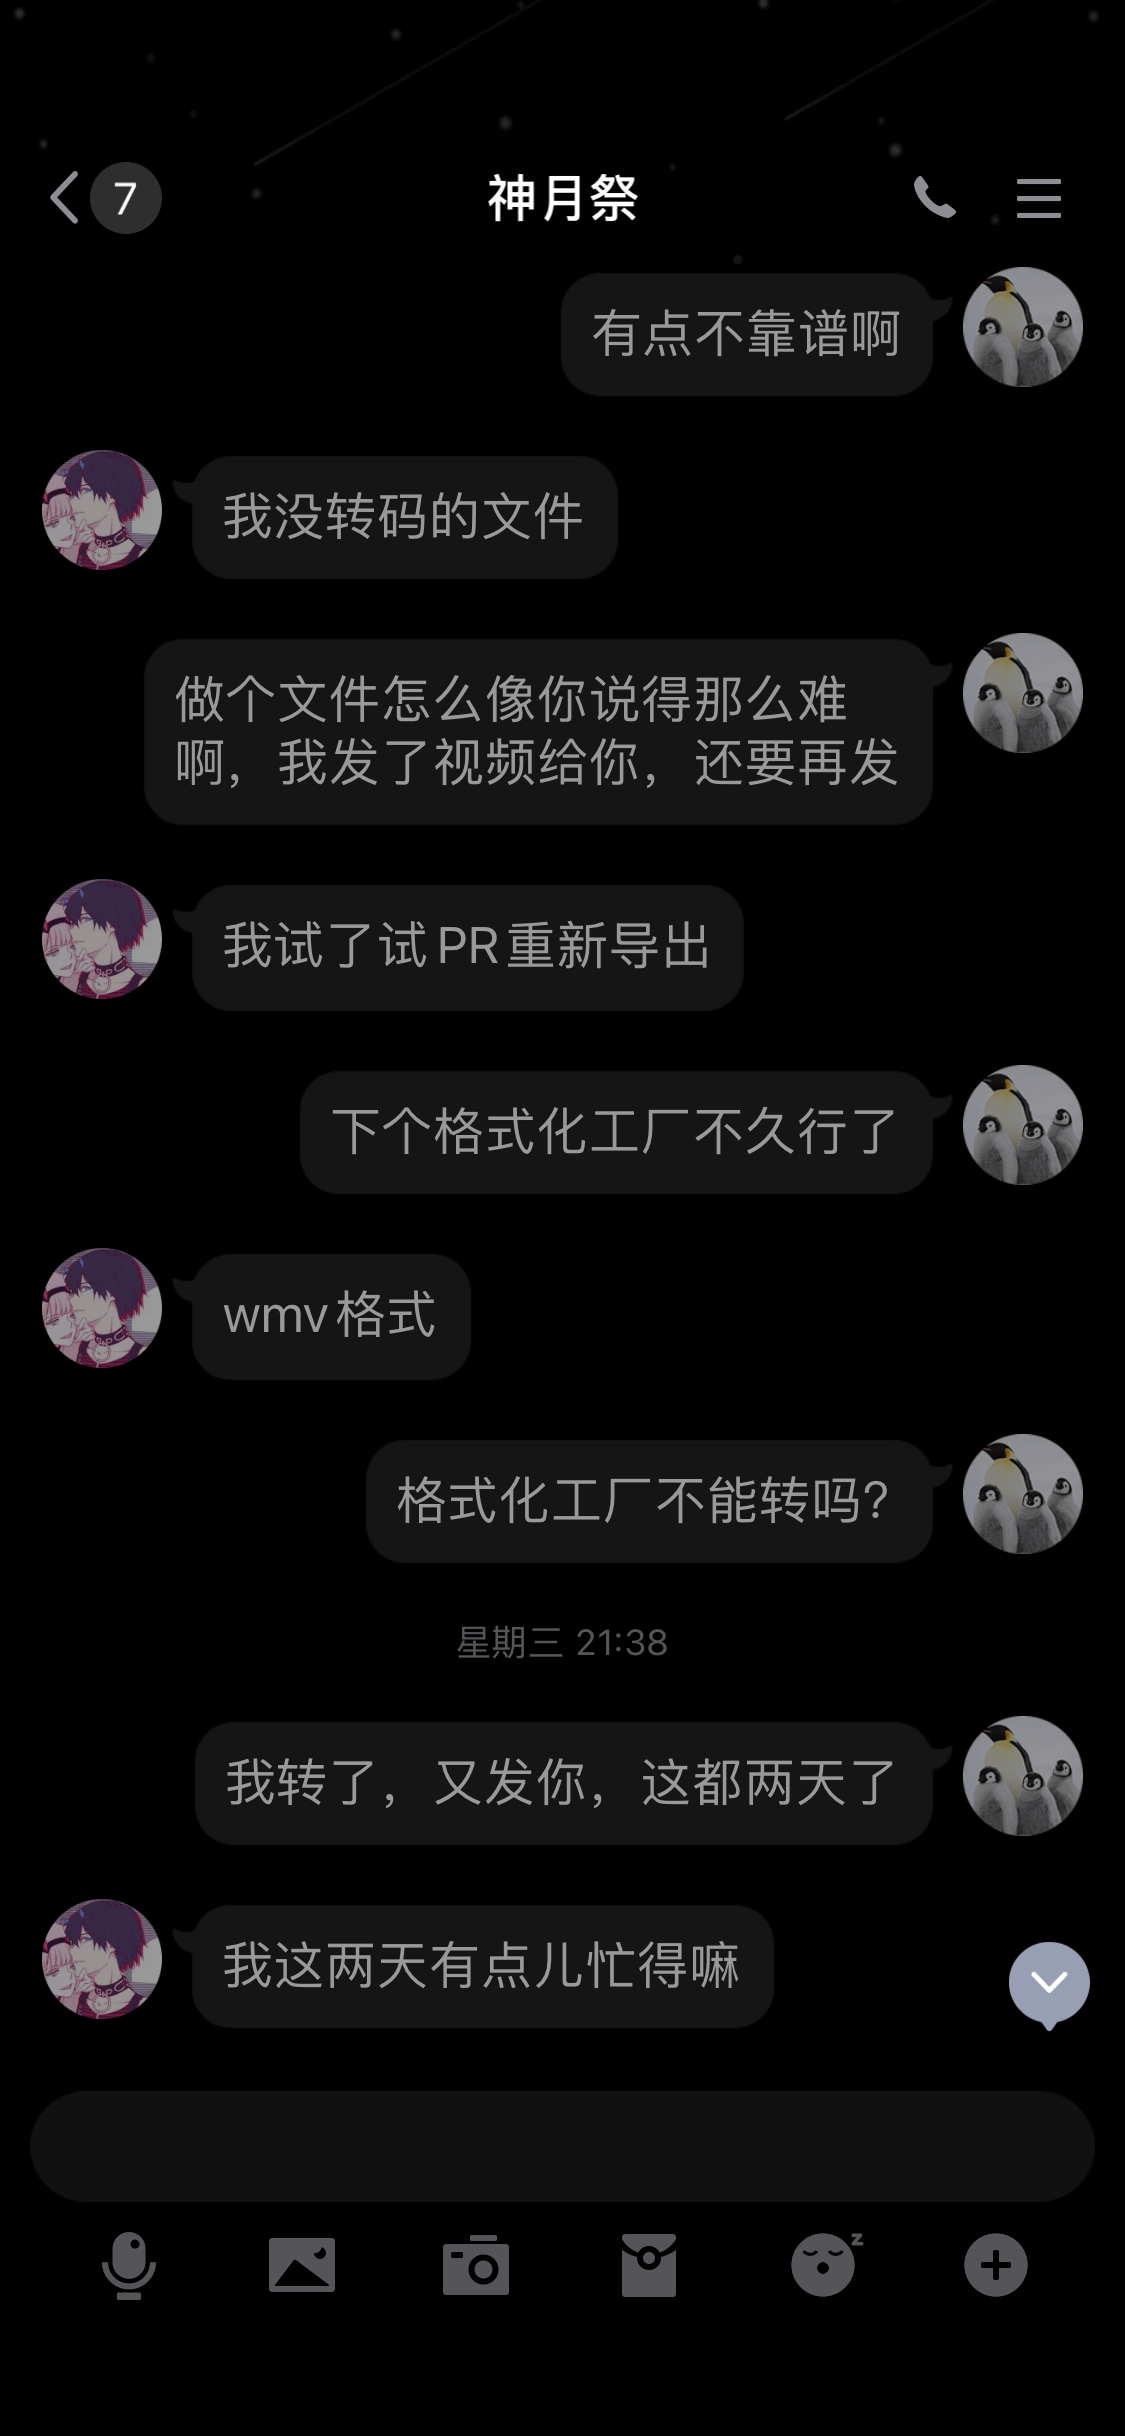 7
神月祭
有点不靠谱啊
我没转码的文件
做个文件怎么像你说得那么难
啊，我发了视频给你，还要再发
我试了试PR重新导出
下个格式化工厂不久行了
wmv格式
格式化工厂不能转吗?
星期三 21:38
我转了，又发你，这都两天了
我这两天有点儿忙得嘛